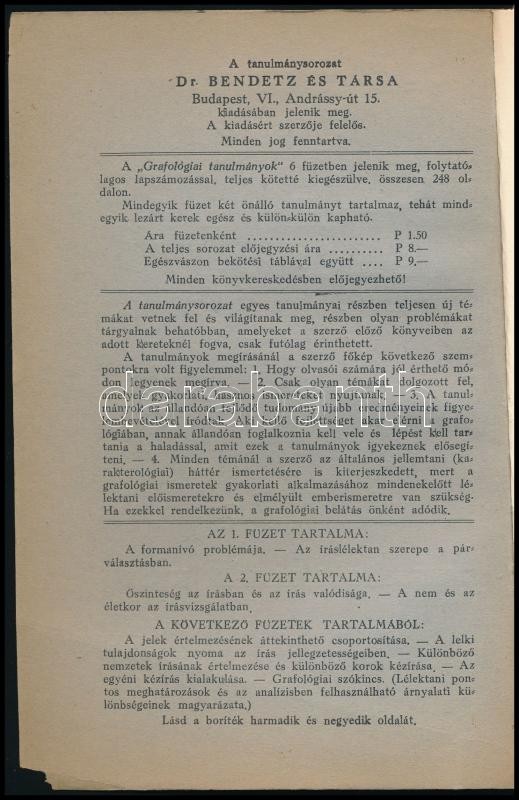 A tanulmánysorozat
Dr. BENDETZ ÉS TÁRSA
Budapest, VI., Andrássy-út 15.
kiadásában jelenik meg.
A kiadásért szerzője felelős.
Minden jog fenntartva.
A „Grafológiai tanulmányok" 6 füzetben jelenik meg, folytató-
lagos lapszámozással, teljes kötetté kiegészülve, összesen 248 ol-
dalon.
Mindegyik füzet két önálló tanulmányt tartalmaz, tehát mind-
egyik lezárt kerek egész és külön-külön kapható.
Ára füzetenként ........................ P 1.50
A teljes sorozat előjegyzési ára .......... P 8.—
Egészvászon bekötési táblával együtt .... P 9.—
Minden könyvkereskedésben előjegyezhető!
A tanulmánysorozat egyes tanulmányai részben teljesen új té-
mákat vetnek fel és világítanak meg, részben olyan problémákat
tárgyalnak behatóbban, amelyeket a szerző előző könyveiben az
adott kereteknél fogva, csak futólag érinthetett.
A tanulmányok megírásánál a szerző főkép következő szem-
pontokra volt figyelemmel: 1. Hogy olvasói számára jól érthető mó-
don legyenek megírva. — 2. Csak olyan témákat dolgozott fel,
melyek gyakorlati, hasznos ismereteket nyujtanak. — 3. A tanul-
mányok az állandóan fejlődő tudomány újabb eredményeinek figye-
lembevételével íródtak. Aki kellő fejlettséget akar elérni a grafo-
lógiában, annak állandóan foglalkoznia kell vele és lépést kell tar-
tania a haladással, amit ezek a tanulmányok igyekeznek elősegí-
teni. — 4. Minden témánál a szerző az általános jellemtani (ka-
rakterológiai) háttér ismertetésére is kiterjeszkedett, mert a
grafológiai ismeretek gyakorlati alkalmazásához mindenekelőtt lé-
lektani előismeretekre és elmélyült emberismeretre van szükség.
Ha ezekkel rendelkezünk, a grafológiai belátás önként adódik.
AZ 1. FÜZET TARTALMA:
A formanívó problémája. — Az íráslélektan szerepe a pár-
választásban.
A 2. FÜZET TARTALMA:
Őszinteség az írásban és az írás valódisága. — A nem és az
életkor az írásvizsgálatban.
A KÖVETKEZŐ FÜZETEK TARTALMÁBÓL:
A jelek értelmezésének áttekinthető csoportosítása. — A lelki
tulajdonságok nyoma az írás jellegzetességeiben. — Különböző
nemzetek írásának értelmezése és különböző korok kézírása. — Az
egyéni kézírás kialakulása. — Grafológiai szókincs. (Lélektani pon-
tos meghatározások és az analízisben felhasználható árnyalati kü-
lönbségeinek magyarázata.)
Lásd a boríték harmadik és negyedik oldalát.
darabanth